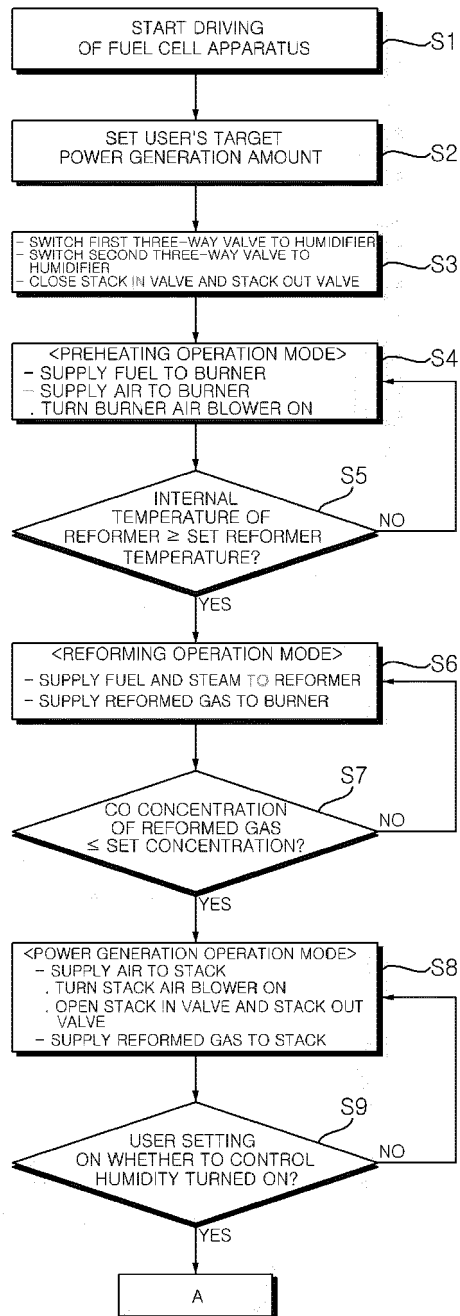 START DRIVING
OF FUEL CELL APPARATUS
S1
SET USER'S TARGET
POWER GENERATION AMOUNT
S2
- SWITCH FIRST THREE-WAY VALVE TO HUMIDIFIER
- SWITCH SECOND THREE-WAY VALVE TO
HUMIDIFIER
- CLOSE STACK IN VALVE AND STACK OUT VALVE
S3
<PREHEATING OPERATION MODE>
- SUPPLY FUEL TO BURNER
- SUPPLY AIR TO BURNER
. TURN BURNER AIR BLOWER ON
S4
INTERNAL
TEMPERATURE OF
REFORMER ≥ SET REFORMER
TEMPERATURE?
S5
NO
YES
<REFORMING OPERATION MODE>
- SUPPLY FUEL AND STEAM TO REFORMER
- SUPPLY REFORMED GAS TO BURNER
S6
CO CONCENTRATION
OF REFORMED GAS
≤ SET CONCENTRATION?
S7
NO
YES
<POWER GENERATION OPERATION MODE>
- SUPPLY AIR TO STACK
. TURN STACK AIR BLOWER ON
. OPEN STACK IN VALVE AND STACK OUT
VALVE
- SUPPLY REFORMED GAS TO STACK
S8
USER SETTING
ON WHETHER TO CONTROL
HUMIDITY TURNED ON?
S9
NO
YES
A